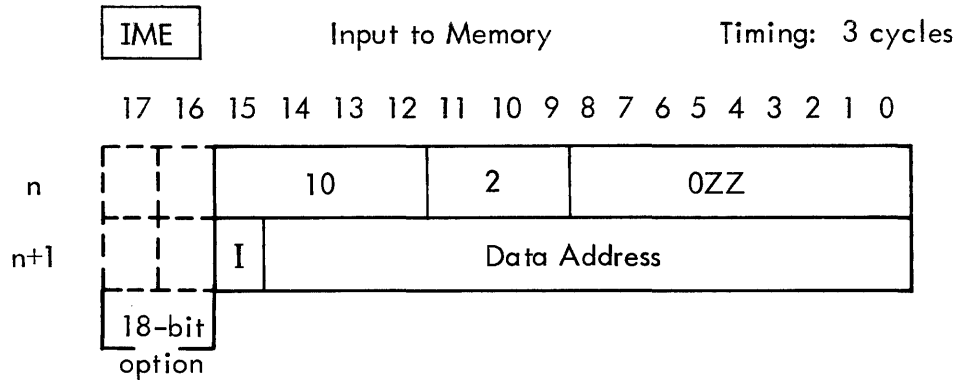 IME Input to Memory Timing: 3 cycles
17 16 15 14 13 12 11 10 9 8 7 6 5 4 3 2 1 0
n 10 2 0ZZ
n+1 I Data Address
18-bit
option